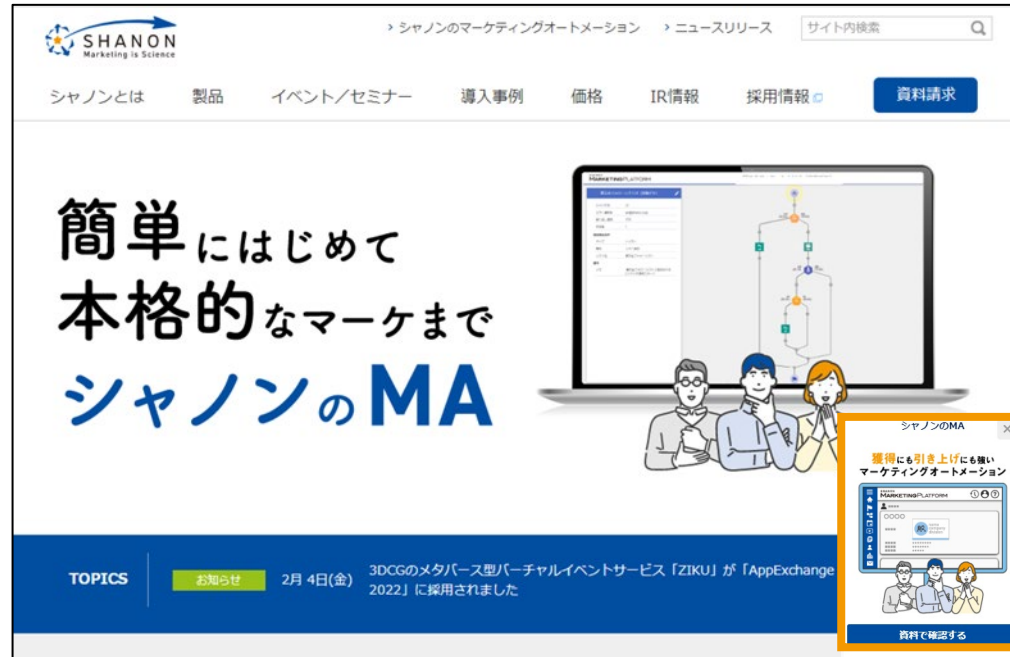 SHANON
Marketing is Science
シャノンのマーケティングオートメーション
ニュースリリース
サイト内検索
シャノンとは
製品
イベント／セミナー
導入事例
価格
IR情報
採用情報
資料請求
簡単にはじめて
本格的なマーケまで
シャノンのMA
MARKETINGPLATFORM
シャノンのMA
獲得にも引き上げにも強い
マーケティングオートメーション
MARKETINGPLATFORM
資料で確認する
TOPICS
お知らせ
2月 4日(金)
3DCGのメタバース型バーチャルイベントサービス「ZIKU」が「AppExchange
2022」に採用されました